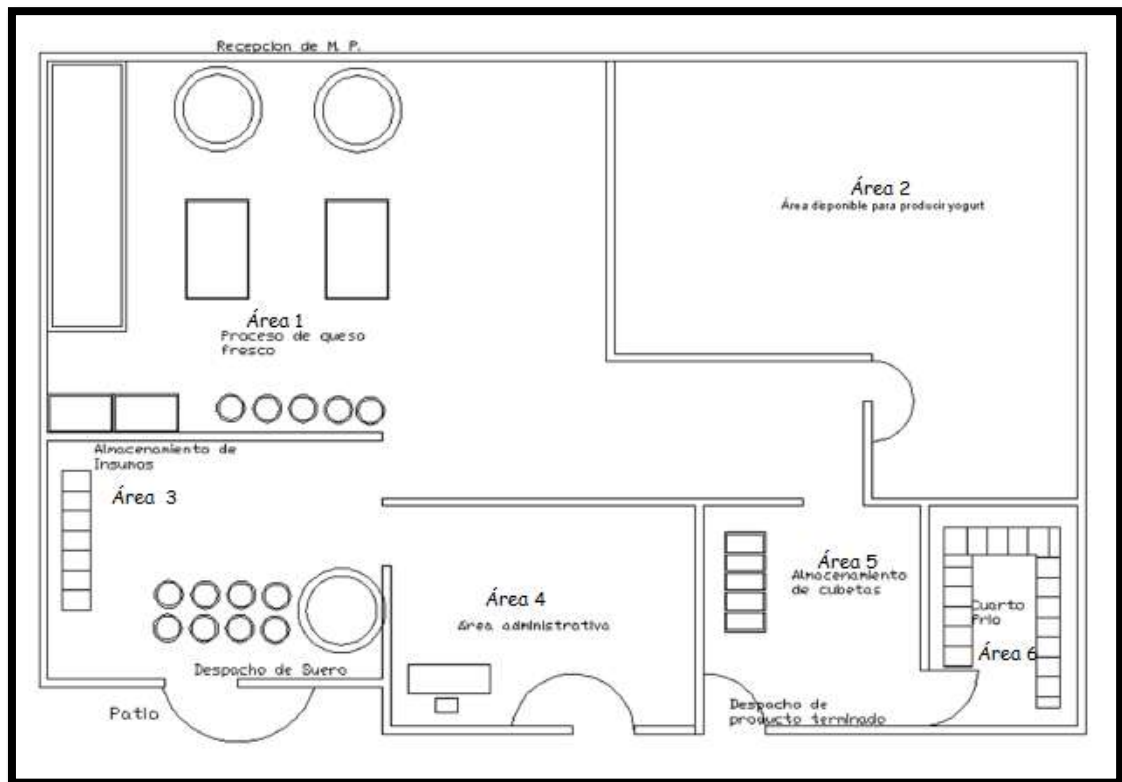 Recepcion de M. P.
Área 2
Área disponible para producir yogurt
Área 1
Proceso de queso
fresco
Almacenamiento de
Insumos
Área 3
Área 4
Area administrativa
Área 5
Almacenamiento
de cubetas
Cuarto
Frio
Área 6
Despacho de Suero
Patio
Despacho de
producto terminado